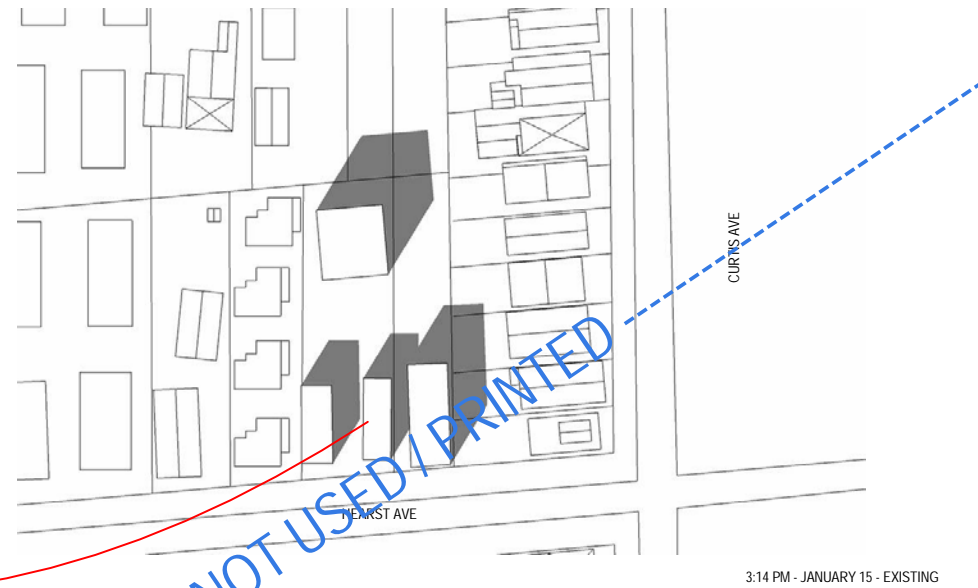 CURTIS AVE
NOT USED / PRINTED
HEARST AVE
3:14 PM - JANUARY 15 - EXISTING